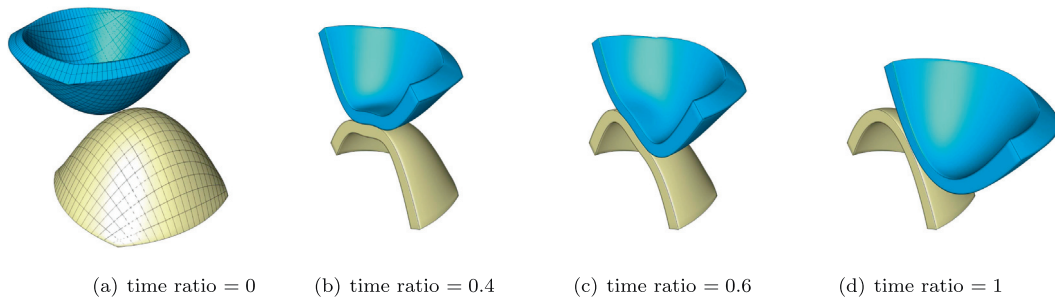 (a) time ratio = 0
(b) time ratio = 0.4
(c) time ratio = 0.6
(d) time ratio = 1